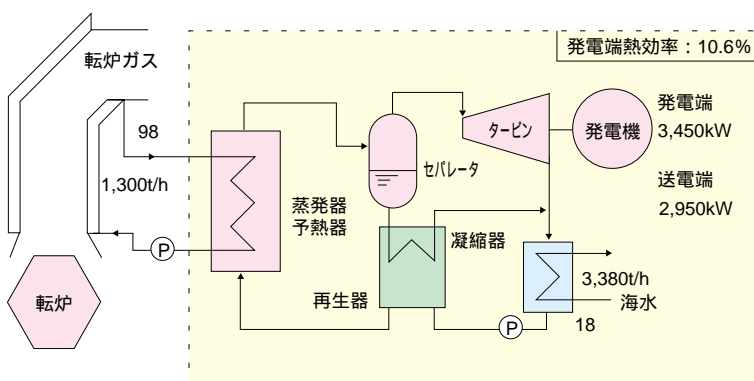 発電端熱効率：10.6%
転炉ガス
98
1,300t/h
P
転炉
蒸発器
予熱器
セパレータ
タービン
発電機
発電端
3,450kW
送電端
2,950kW
凝縮器
再生器
3,380t/h
海水
18
P